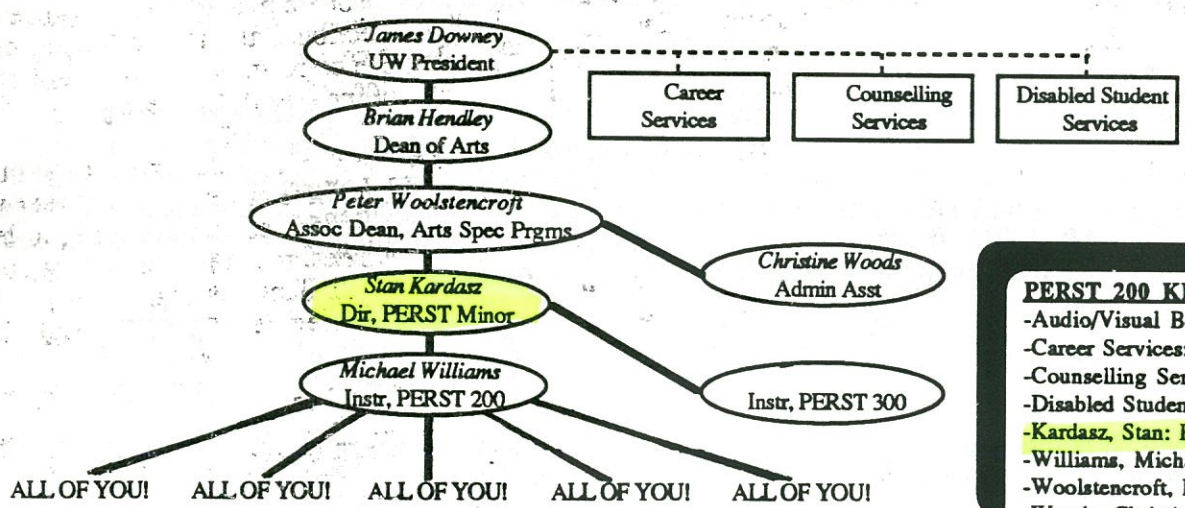 James Downey
UW President
Career
Services
Counselling
Services
Disabled Student
Services
Brian Hendley
Dean of Arts
Peter Woolstencroft
Assoc Dean, Arts Spec Prgms
Christine Woods
Admin Asst
Stan Kardasz
Dir, PERST Minor
Michael Williams
Instr, PERST 200
Instr, PERST 300
ALL OF YOU! ALL OF YOU! ALL OF YOU! ALL OF YOU! ALL OF YOU!
PERST 200
-Audio/Visual
-Career Services:
-Counselling
-Disabled
-Kardasz, Stan:
-Williams,
-Woolstencroft,